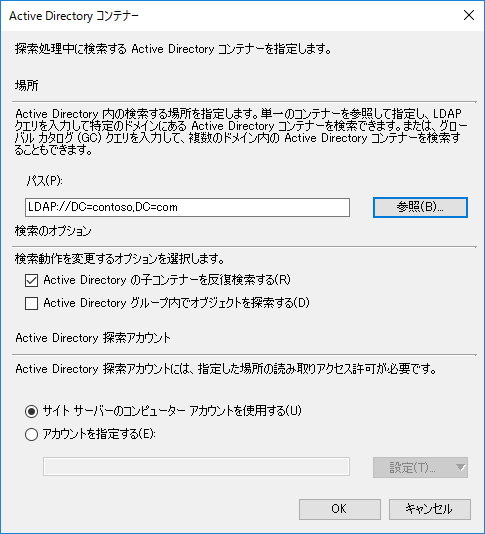 Active Directory コンテナー
探索処理中に検索する Active Directory コンテナーを指定します。
場所
Active Directory 内の検索する場所を指定します。単一のコンテナーを参照して指定し、LDAP
クエリを入力して特定のドメインにある Active Directory コンテナーを検索できます。または、グロー
バル カタログ (GC) クエリを入力して、複数のドメイン内の Active Directory コンテナーを検索す
ることもできます。
パス(P):
LDAP://DC=contoso,DC=com
参照(B)...
検索のオプション
検索動作を変更するオプションを選択します。
Active Directory の子コンテナーを反復検索する(R)
Active Directory グループ内でオブジェクトを探索する(D)
Active Directory 探索アカウント
Active Directory 探索アカウントには、指定した場所の読み取りアクセス許可が必要です。
サイト サーバーのコンピューター アカウントを使用する(U)
アカウントを指定する(E):
設定(T)...
OK
キャンセル